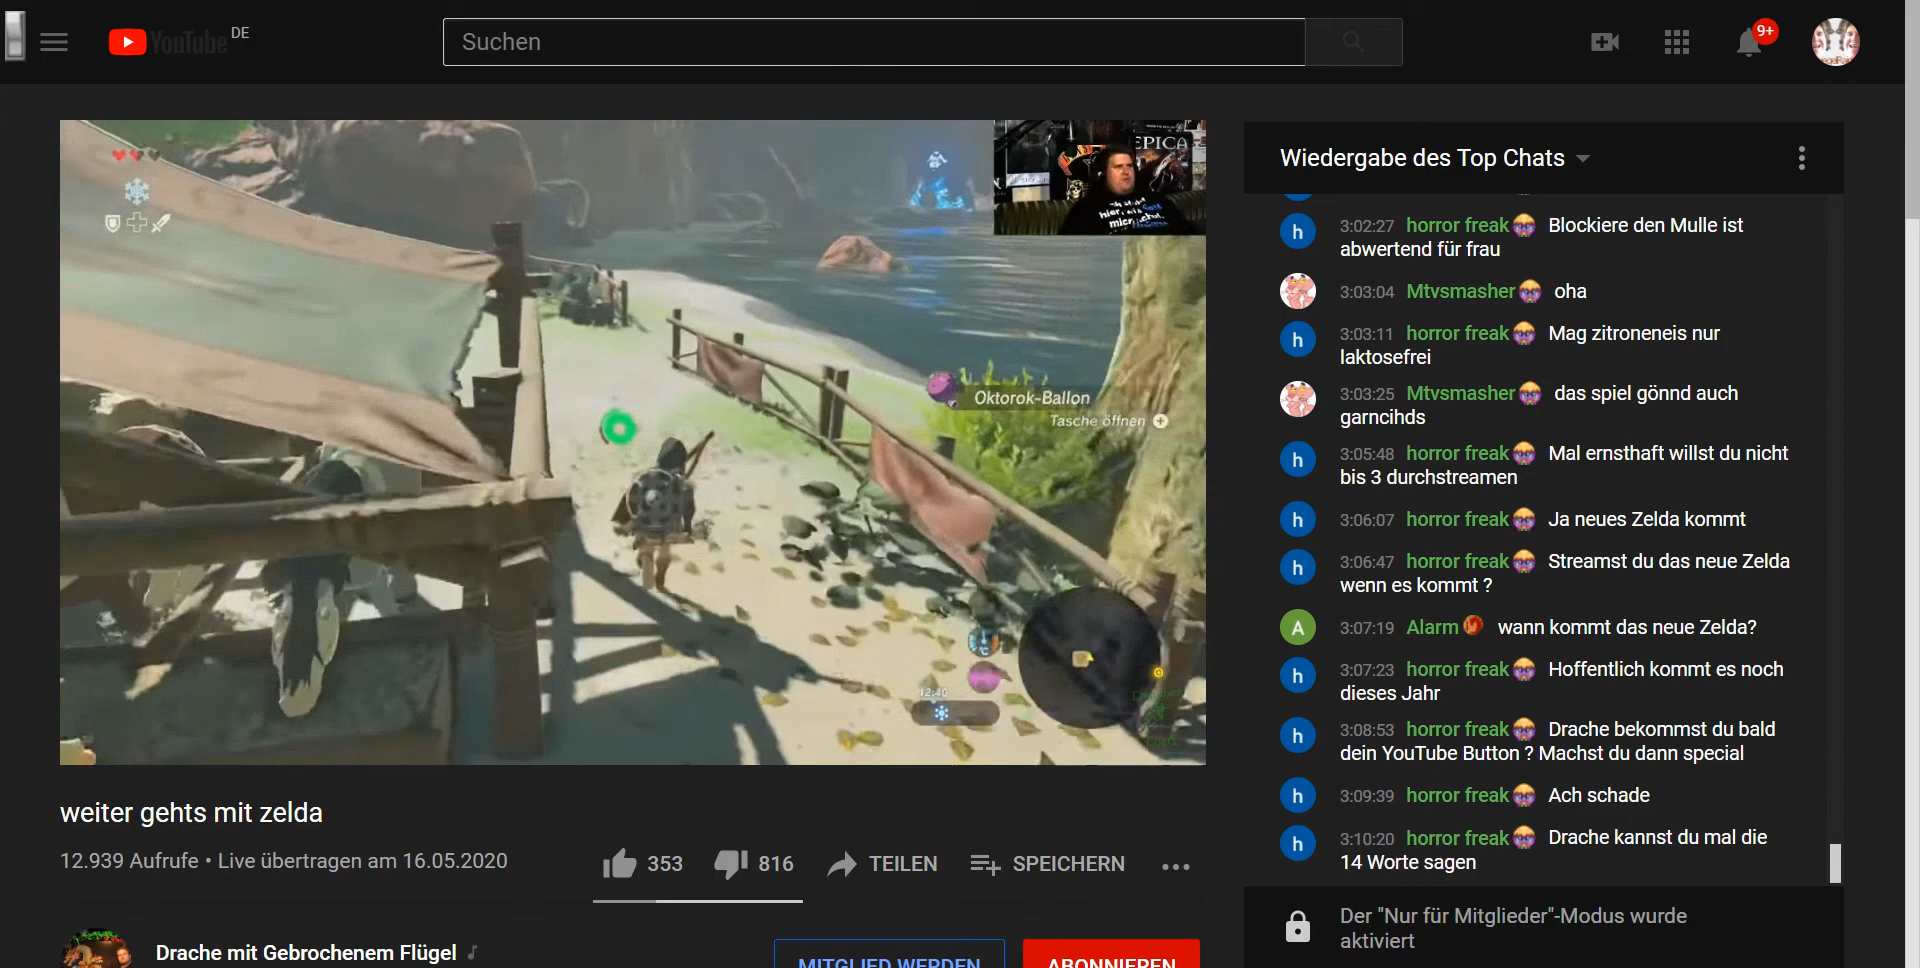 YouTube DE
Suchen
9+
EPICA
Oktorok-Ballon
Tasche öffnen
12:40
weiter gehts mit zelda
12.939 Aufrufe • Live übertragen am 16.05.2020
353
816
TEILEN
SPEICHERN
Drache mit Gebrochenem Flügel
MITGLIED WERDEN
ABONNIEREN
Wiedergabe des Top Chats
h
3:02:27 horror freak Blockiere den Mulle ist
abwertend für frau
3:03:04 Mtvsmasher oha
h
3:03:11 horror freak Mag zitroneneis nur
laktosefrei
3:03:25 Mtvsmasher das spiel gönnd auch
garncihds
h
3:05:48 horror freak Mal ernsthaft willst du nicht
bis 3 durchstreamen
h
3:06:07 horror freak Ja neues Zelda kommt
h
3:06:47 horror freak Streamst du das neue Zelda
wenn es kommt ?
A
3:07:19 Alarm wann kommt das neue Zelda?
h
3:07:23 horror freak Hoffentlich kommt es noch
dieses Jahr
h
3:08:53 horror freak Drache bekommst du bald
dein YouTube Button ? Machst du dann special
h
3:09:39 horror freak Ach schade
h
3:10:20 horror freak Drache kannst du mal die
14 Worte sagen
Der "Nur für Mitglieder"-Modus wurde
aktiviert